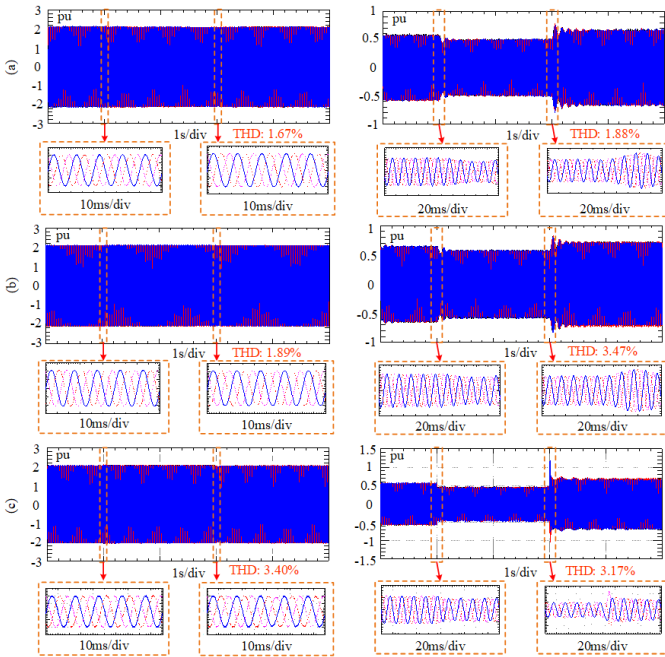 (a)
3
2
1
0
-1
-2
-3
pu
1s/div
THD: 1.67%
10ms/div
10ms/div
1
0.5
0
-0.5
-1
pu
1s/div
THD: 1.88%
20ms/div
20ms/div
(b)
3
2
1
0
-1
-2
-3
pu
1s/div
THD: 1.89%
10ms/div
10ms/div
1
0.5
0
-0.5
-1
pu
1s/div
THD: 3.47%
20ms/div
20ms/div
(c)
3
2
1
0
-1
-2
-3
pu
1s/div
THD: 3.40%
10ms/div
10ms/div
1.5
1
0.5
0
-0.5
-1
-1.5
pu
1s/div
THD: 3.17%
20ms/div
20ms/div